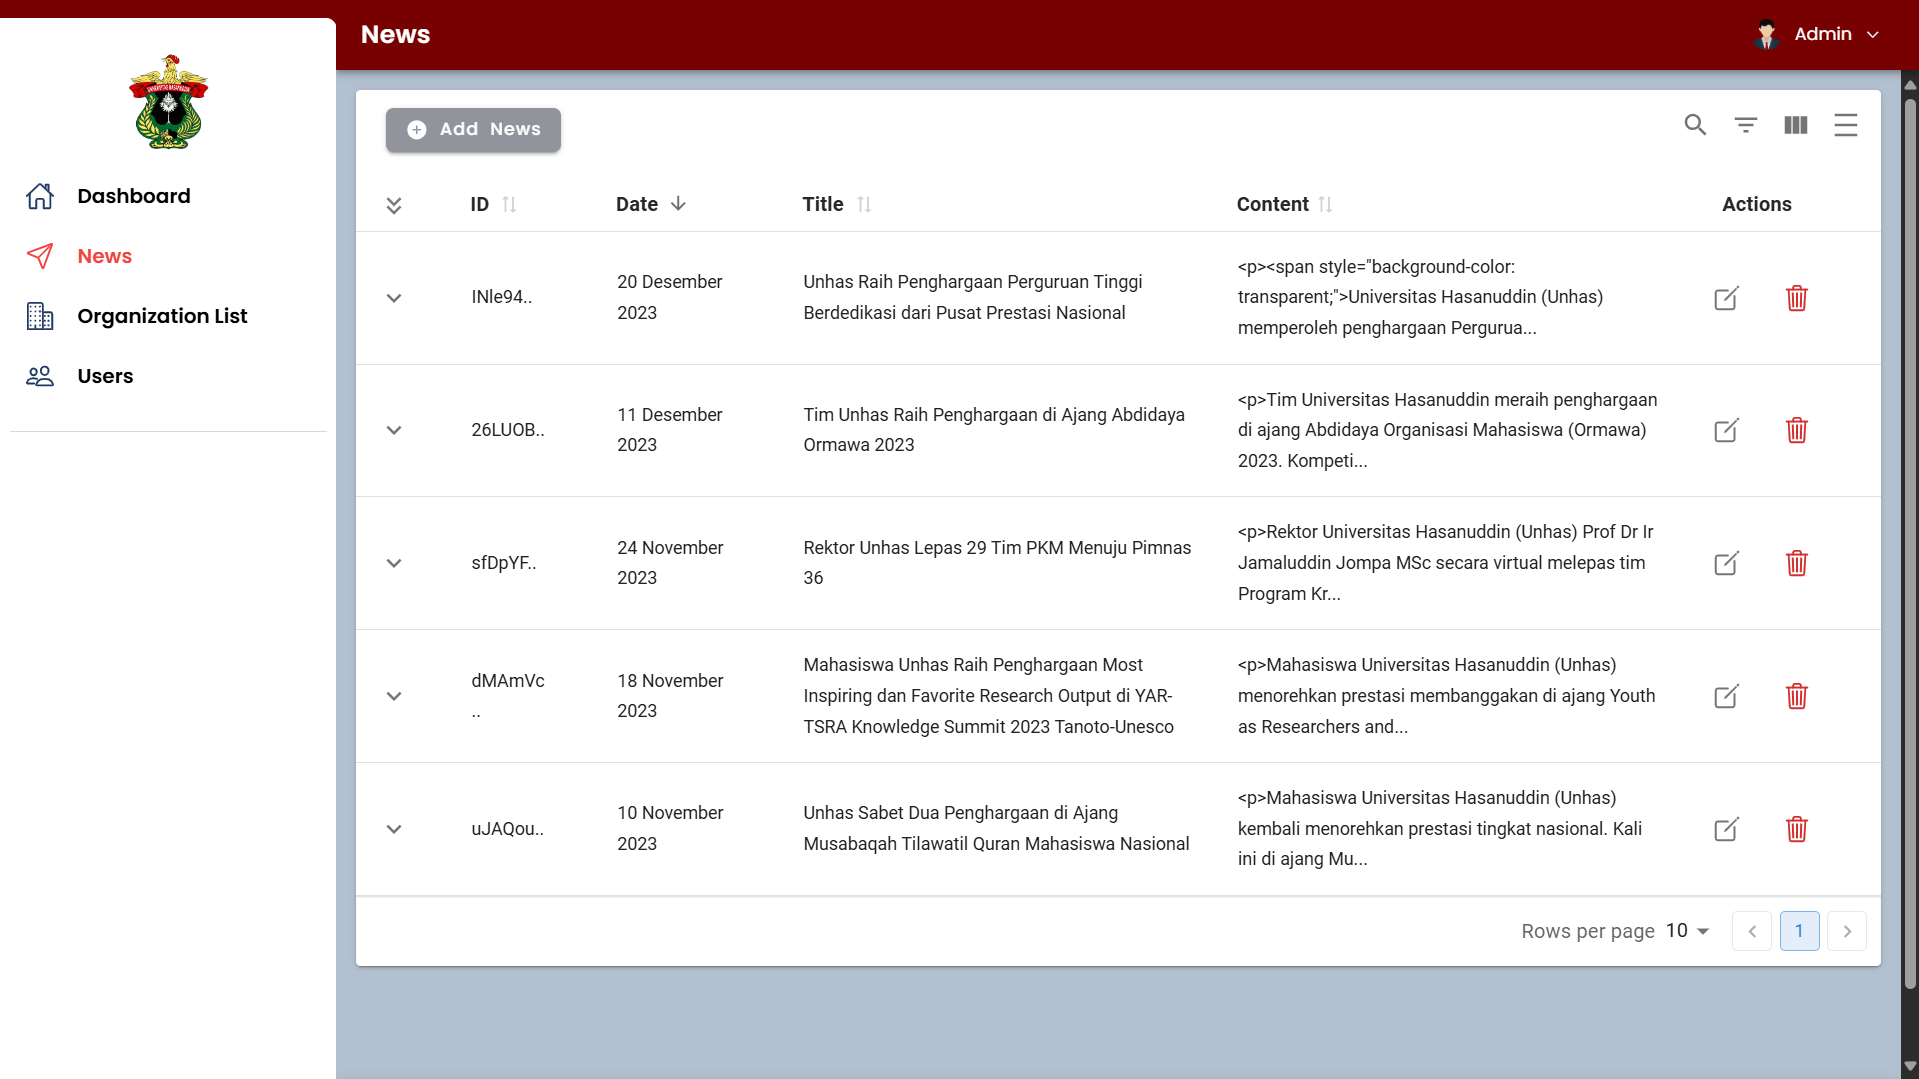 News
Admin
Dashboard
News
Organization List
Users
Add News
ID
Date
Title
Content
Actions
INle94..
20 Desember
2023
Unhas Raih Penghargaan Perguruan Tinggi
Berdedikasi dari Pusat Prestasi Nasional
<p><span style="background-color:
transparent;">Universitas Hasanuddin (Unhas)
memperoleh penghargaan Pergurua...
26LUOB..
11 Desember
2023
Tim Unhas Raih Penghargaan di Ajang Abdidaya
Ormawa 2023
<p>Tim Universitas Hasanuddin meraih penghargaan
di ajang Abdidaya Organisasi Mahasiswa (Ormawa)
2023. Kompeti...
sfDpYF..
24 November
2023
Rektor Unhas Lepas 29 Tim PKM Menuju Pimnas
36
<p>Rektor Universitas Hasanuddin (Unhas) Prof Dr Ir
Jamaluddin Jompa MSc secara virtual melepas tim
Program Kr...
dMAmVc
..
18 November
2023
Mahasiswa Unhas Raih Penghargaan Most
Inspiring dan Favorite Research Output di YAR-
TSRA Knowledge Summit 2023 Tanoto-Unesco
<p>Mahasiswa Universitas Hasanuddin (Unhas)
menorehkan prestasi membanggakan di ajang Youth
as Researchers and...
uJAQou..
10 November
2023
Unhas Sabet Dua Penghargaan di Ajang
Musabaqah Tilawatil Quran Mahasiswa Nasional
<p>Mahasiswa Universitas Hasanuddin (Unhas)
kembali menorehkan prestasi tingkat nasional. Kali
ini di ajang Mu...
Rows per page 10
1